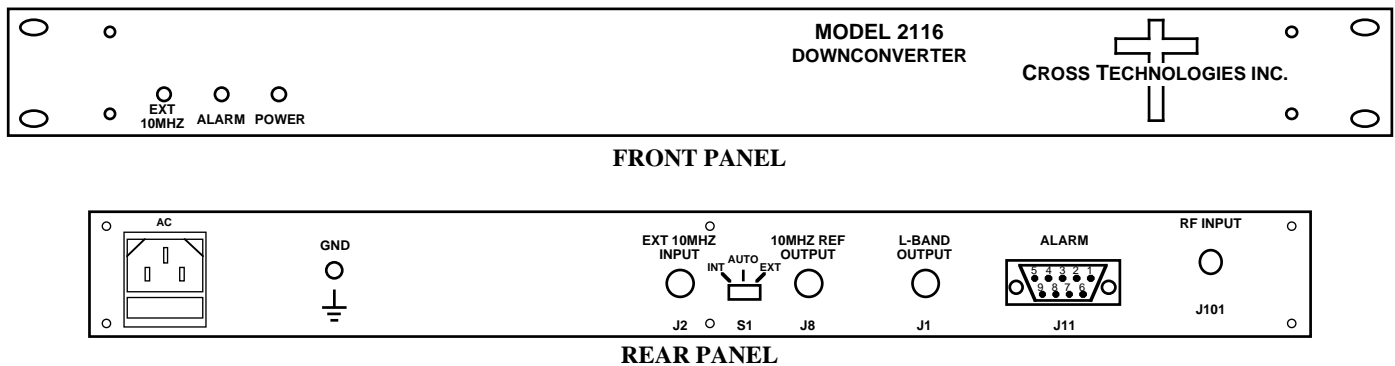 MODEL 2116
DOWNCONVERTER
CROSS TECHNOLOGIES INC.
EXT
10MHZ
ALARM
POWER
FRONT PANEL
AC
GND
EXT 10MHZ
INPUT
INT
AUTO
EXT
10MHZ REF
OUTPUT
L-BAND
OUTPUT
ALARM
5 4 3 2 1
9 8 7 6
RF INPUT
J2
S1
J8
J1
J11
J101
REAR PANEL